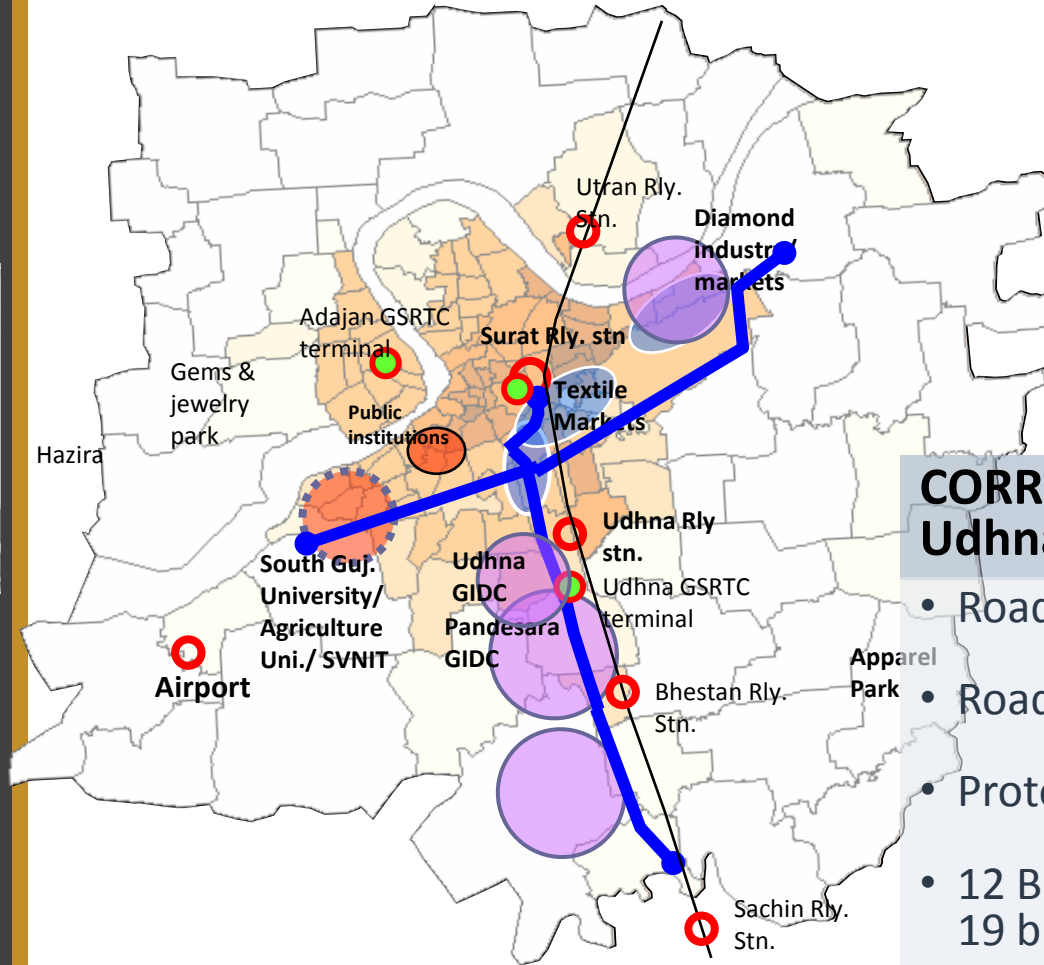 Utran Rly.
Stn.
Diamond
industry/
markets
Adajan GSRTC
terminal
Surat Rly. stn
Gems &
jewelry
park
Textile
Markets
Public
institutions
Hazira
CORR
Udhna
Udhna Rly
stn.
South Guj.
University/
Agriculture
Uni./ SVNIT
Udhna
GIDC
Udhna GSRTC
terminal
Pandesara
GIDC
• Road
Apparel
Park
Airport
Bhestan Rly.
Stn.
• Road
• Prote
• 12 B
19 b
Sachin Rly.
Stn.